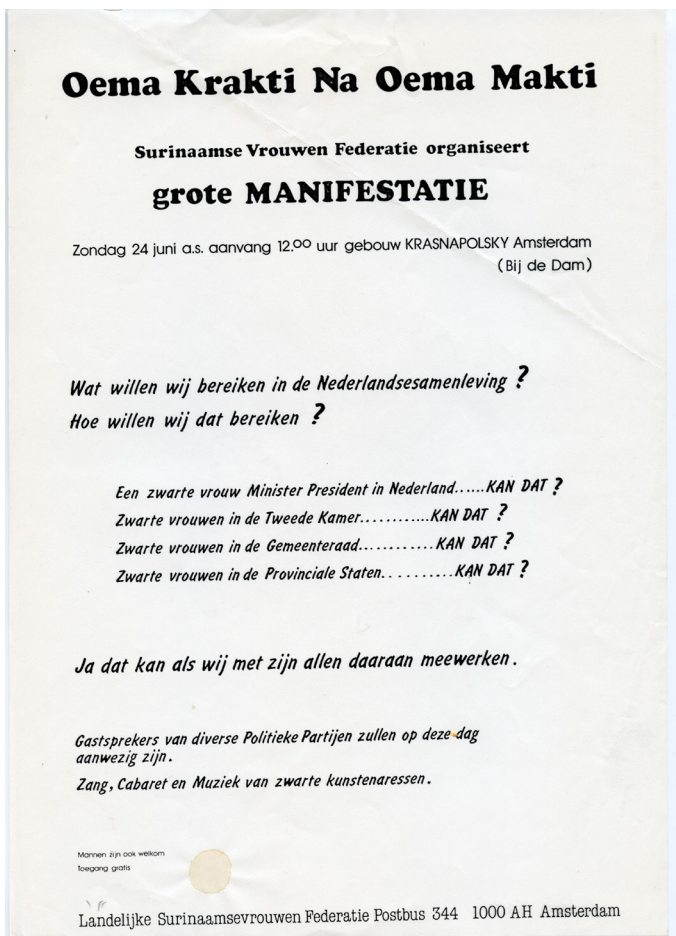 Oema Krakti Na Oema Makti
Surinaamse Vrouwen Federatie organiseert
grote MANIFESTATIE
Zondag 24 juni a.s. aanvang 12.00 uur gebouw KRASNAPOLSKY Amsterdam
(Bij de Dam)
Wat willen wij bereiken in de Nederlandsesamenleving ?
Hoe willen wij dat bereiken ?
Een zwarte vrouw Minister President in Nederland......KAN DAT ?
Zwarte vrouwen in de Tweede Kamer............KAN DAT ?
Zwarte vrouwen in de Gemeenteraad.............KAN DAT ?
Zwarte vrouwen in de Provinciale Staten...........KAN DAT ?
Ja dat kan als wij met zijn allen daaraan meewerken.
Gastsprekers van diverse Politieke Partijen zullen op deze dag
aanwezig zijn.
Zang, Cabaret en Muziek van zwarte kunstenaressen.
Mannen zijn ook welkom
Toegang gratis
Landelijke Surinaamsevrouwen Federatie Postbus 344 1000 AH Amsterdam